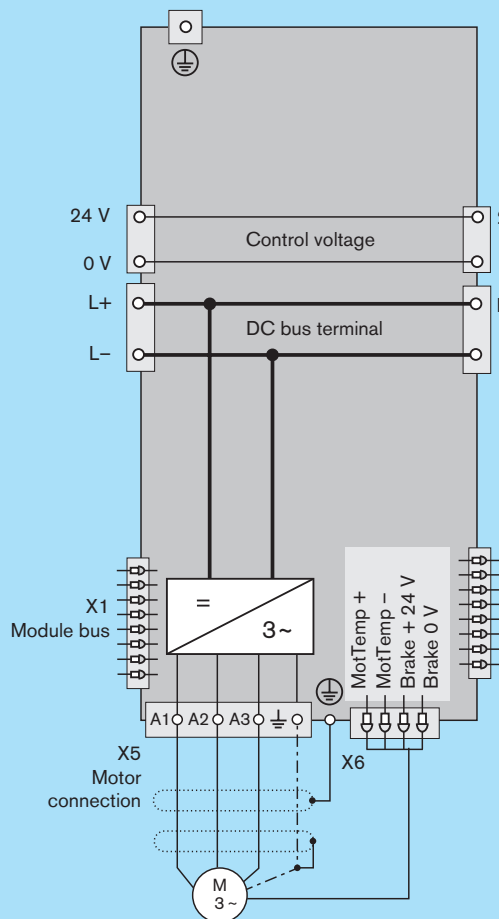 24 V
Control voltage
0 V
L+
DC bus terminal
L−
X1
Module bus
=
3~
MotTemp +
MotTemp −
Brake + 24 V
Brake 0 V
A1
A2
A3
X5
Motor
connection
X6
M
3 ~